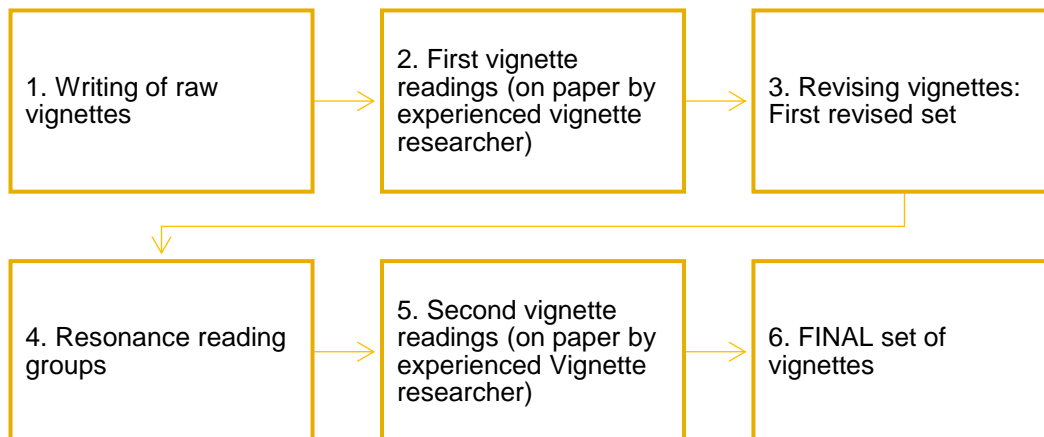 1. Writing of raw
vignettes
2. First vignette
readings (on paper by
experienced vignette
researcher)
3. Revising vignettes:
First revised set
4. Resonance reading
groups
5. Second vignette
readings (on paper by
experienced Vignette
researcher)
6. FINAL set of
vignettes